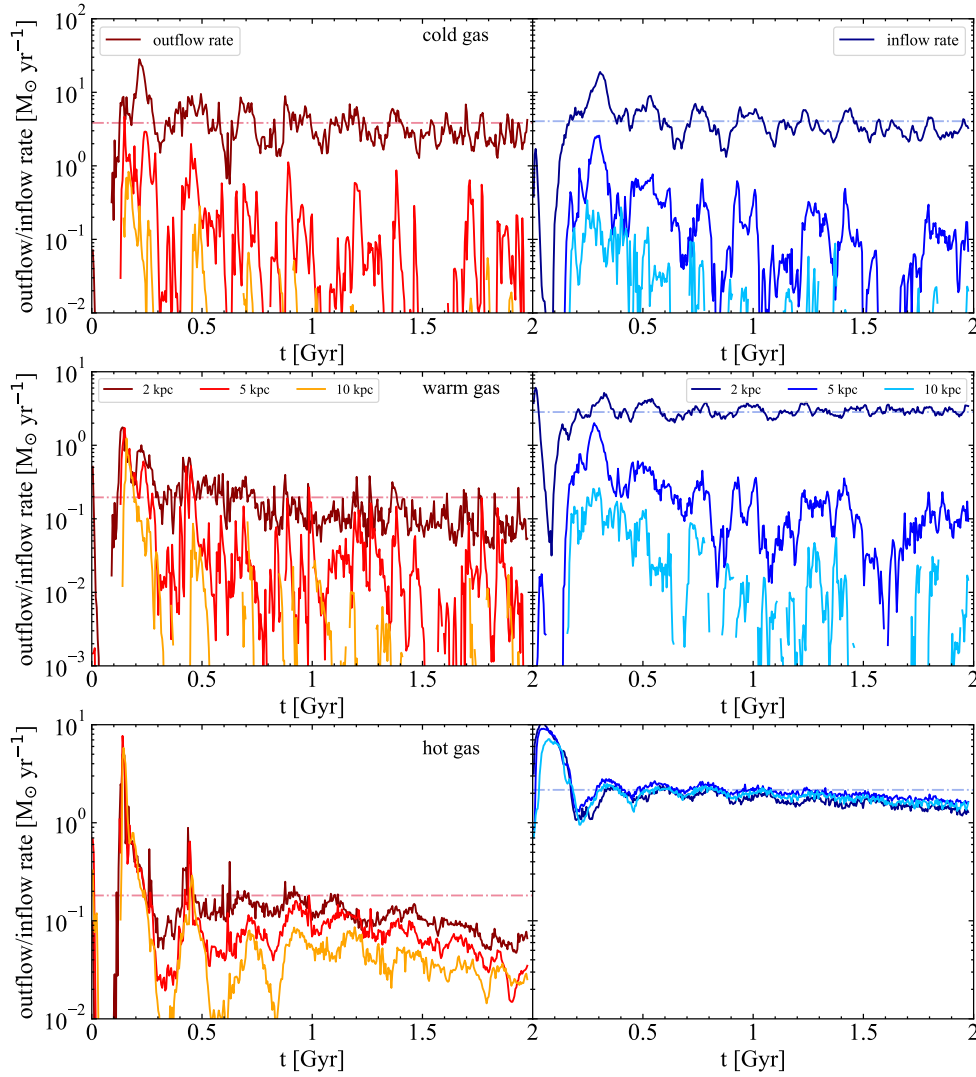 outflow/inflow rate [M⊙ yr⁻¹]
10²
10¹
10⁰
10⁻¹
10⁻²
outflow rate
cold gas
inflow rate
0 0.5 1 1.5 2 0.5 1 1.5 2
t [Gyr] t [Gyr]
outflow/inflow rate [M⊙ yr⁻¹]
10¹
10⁰
10⁻¹
10⁻²
10⁻³
2 kpc 5 kpc 10 kpc
warm gas
2 kpc 5 kpc 10 kpc
0 0.5 1 1.5 2 0.5 1 1.5 2
t [Gyr] t [Gyr]
outflow/inflow rate [M⊙ yr⁻¹]
10¹
10⁰
10⁻¹
10⁻²
hot gas
0 0.5 1 1.5 2 0.5 1 1.5 2
t [Gyr] t [Gyr]